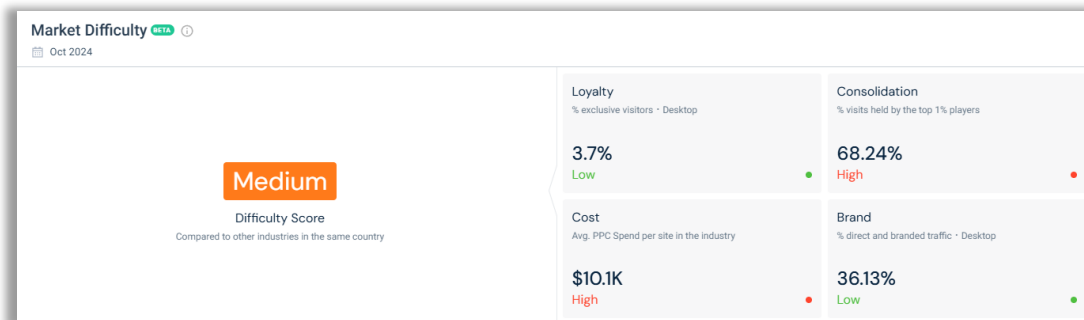 Market Difficulty BETA
Oct 2024
Medium
Difficulty Score
Compared to other industries in the same country
Loyalty
% exclusive visitors · Desktop
3.7%
Low
Consolidation
% visits held by the top 1% players
68.24%
High
Cost
Avg. PPC Spend per site in the industry
$10.1K
High
Brand
% direct and branded traffic · Desktop
36.13%
Low